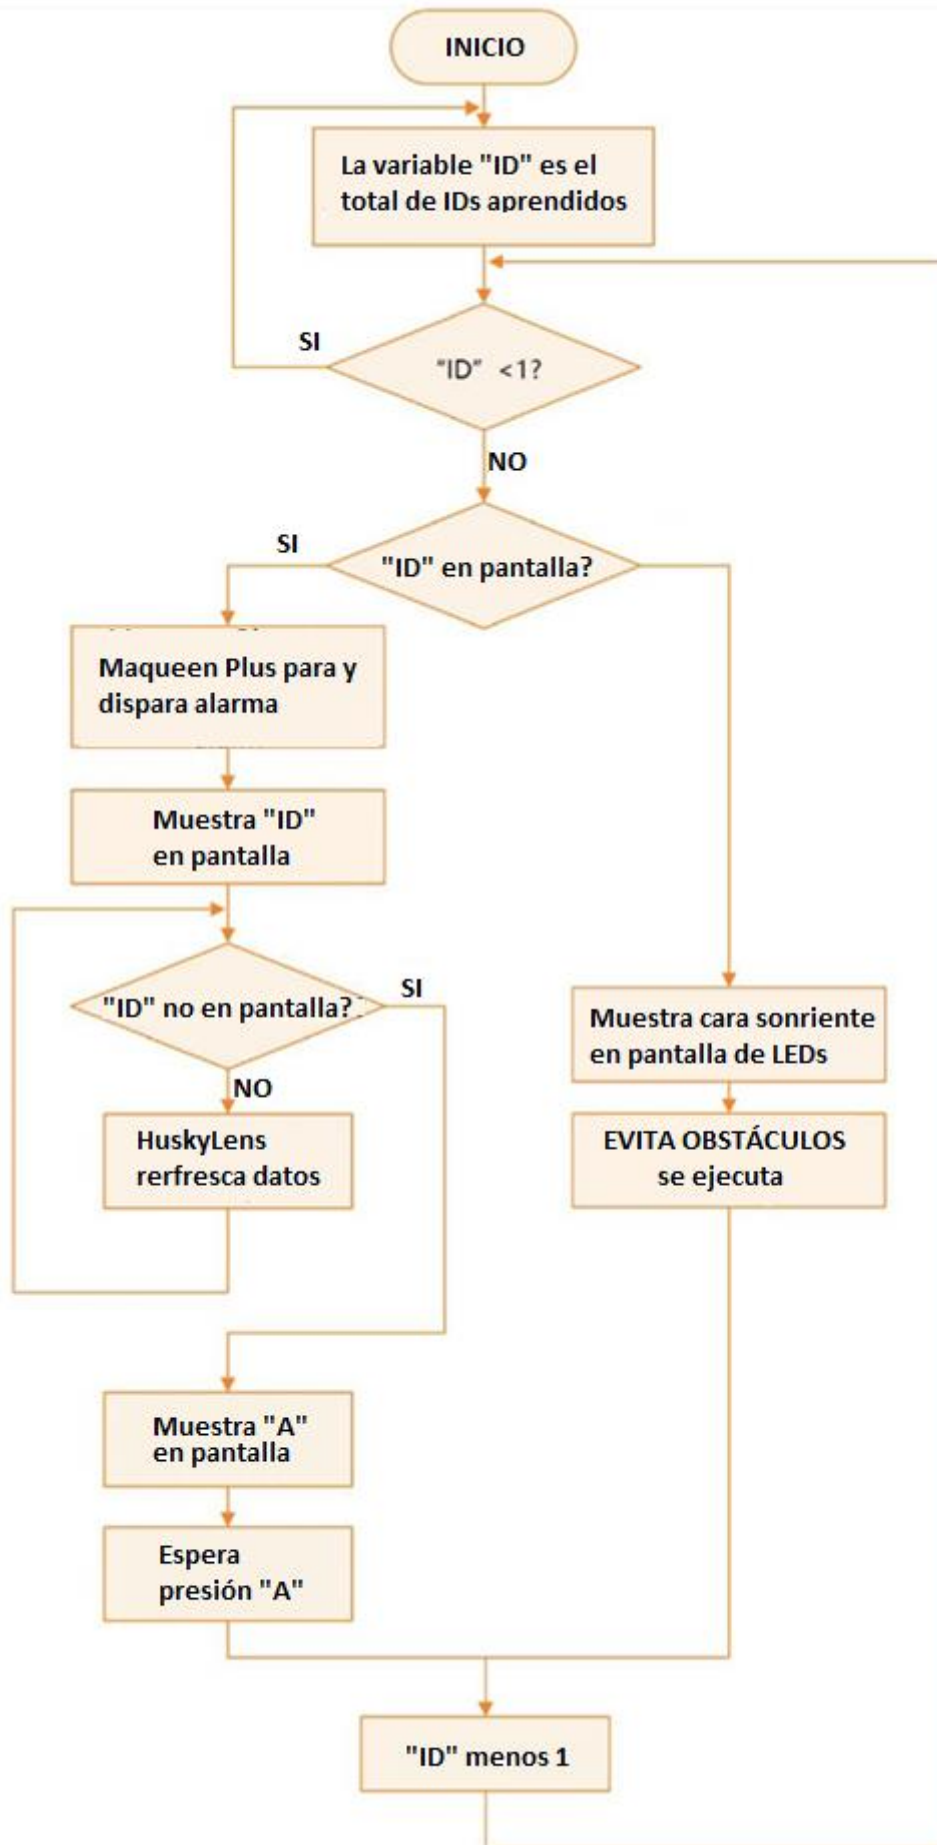 INICIO
La variable "ID" es el
total de IDs aprendidos
SI
"ID" <1?
NO
SI
"ID" en pantalla?
Maqueen Plus para y
dispara alarma
Muestra "ID"
en pantalla
"ID" no en pantalla?
SI
NO
HuskyLens
rerfresca datos
Muestra cara sonriente
en pantalla de LEDs
EVITA OBSTÁCULOS
se ejecuta
Muestra "A"
en pantalla
Espera
presión "A"
"ID" menos 1